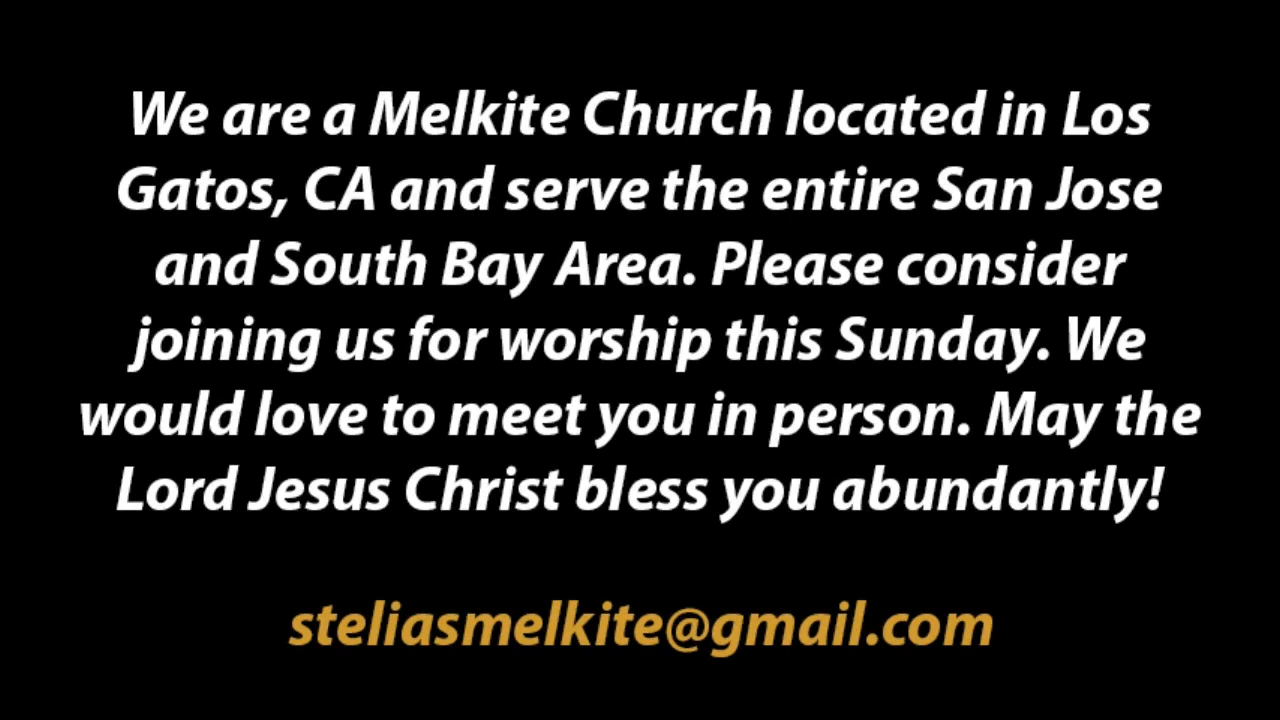 We are a Melkite Church located in Los
Gatos, CA and serve the entire San Jose
and South Bay Area. Please consider
joining us for worship this Sunday. We
would love to meet you in person. May the
Lord Jesus Christ bless you abundantly!
steliasmelkite@gmail.com